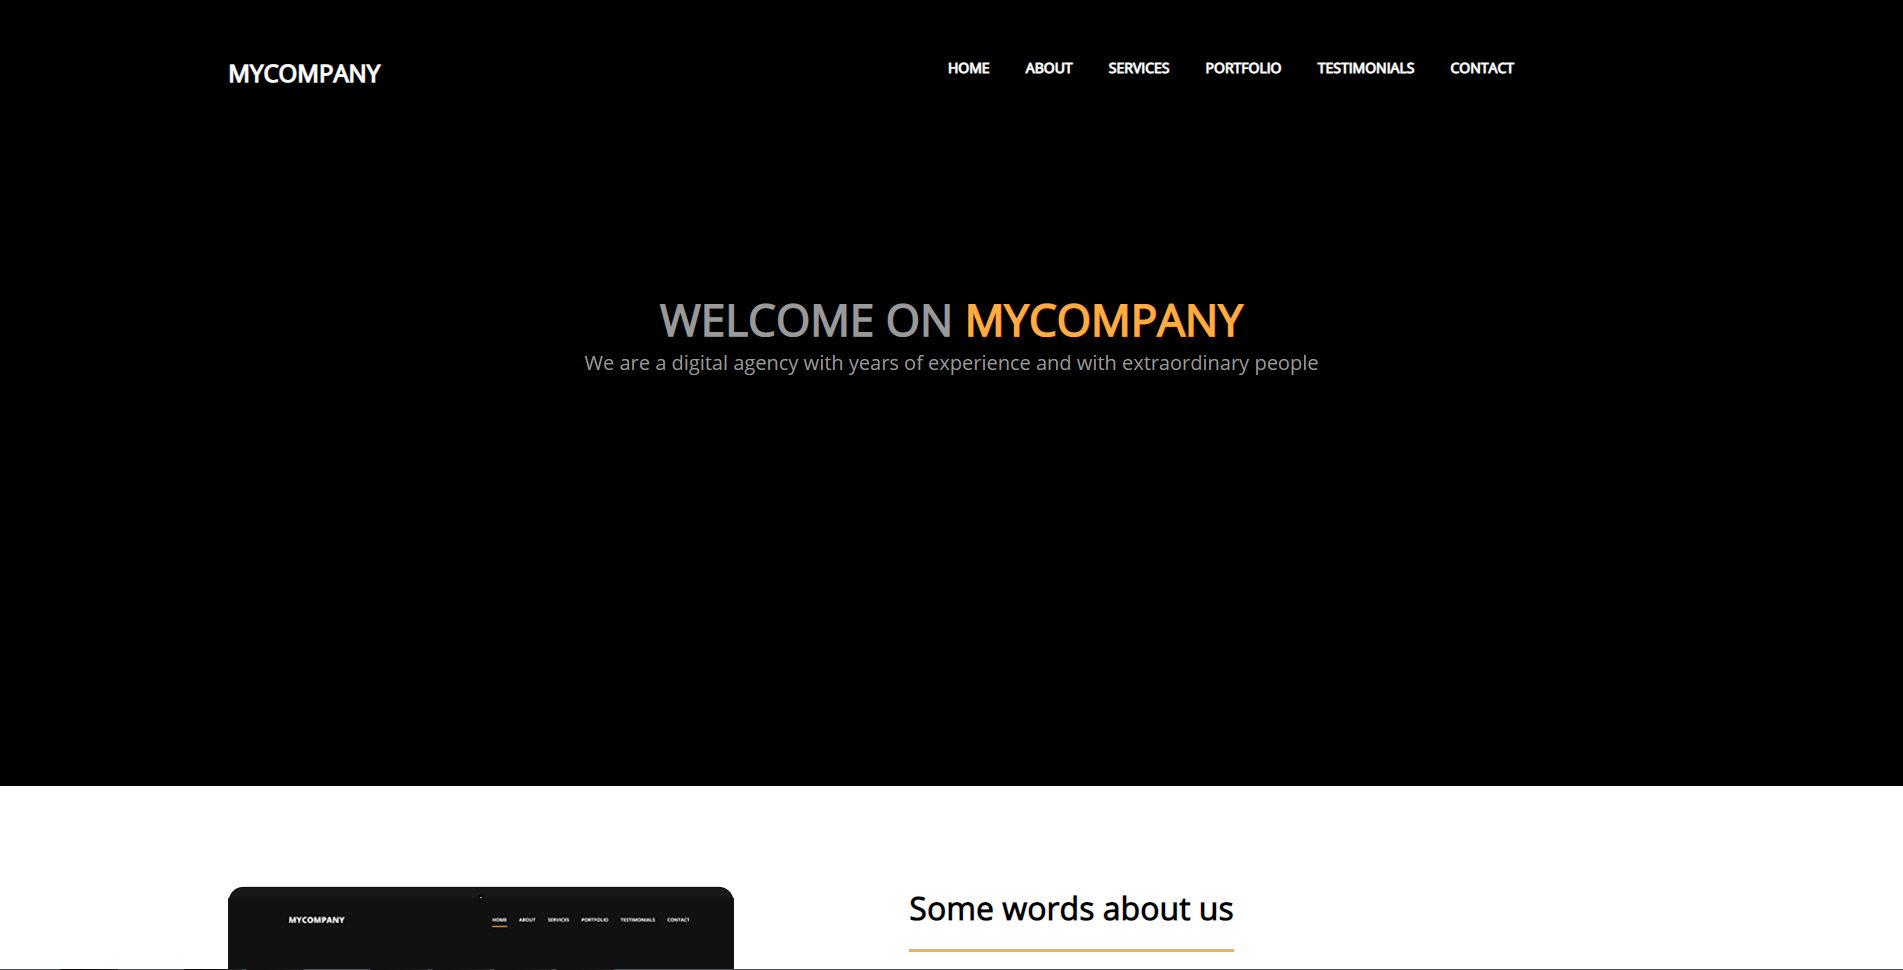 MYCOMPANY
HOME ABOUT SERVICES PORTFOLIO TESTIMONIALS CONTACT
WELCOME ON MYCOMPANY
We are a digital agency with years of experience and with extraordinary people
MYCOMPANY
HOME ABOUT SERVICES PORTFOLIO TESTIMONIALS CONTACT
Some words about us